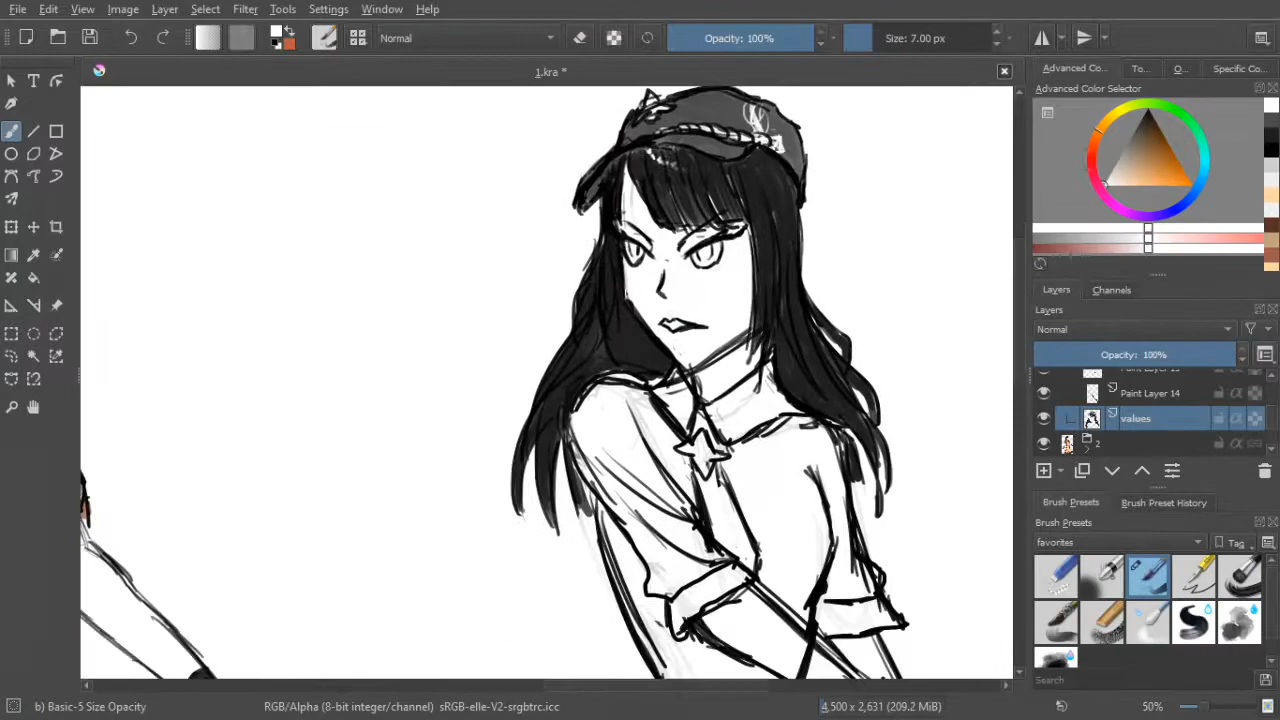 File Edit View Image Layer Select Filter Tools Settings Window Help
Normal
Opacity: 100%
Size: 7.00 px
1.kra *
Advanced Co... To... O... Specific Co...
Advanced Color Selector
Layers Channels
Layers
Normal
Opacity: 100%
Paint Layer 14
values
2
Brush Presets Brush Preset History
Brush Presets
favorites
Tag
Search
b) Basic-5 Size Opacity
RGB/Alpha (8-bit integer/channel) sRGB-elle-V2-srgbtrc.icc
4,500 x 2,631 (209.2 MiB)
50%